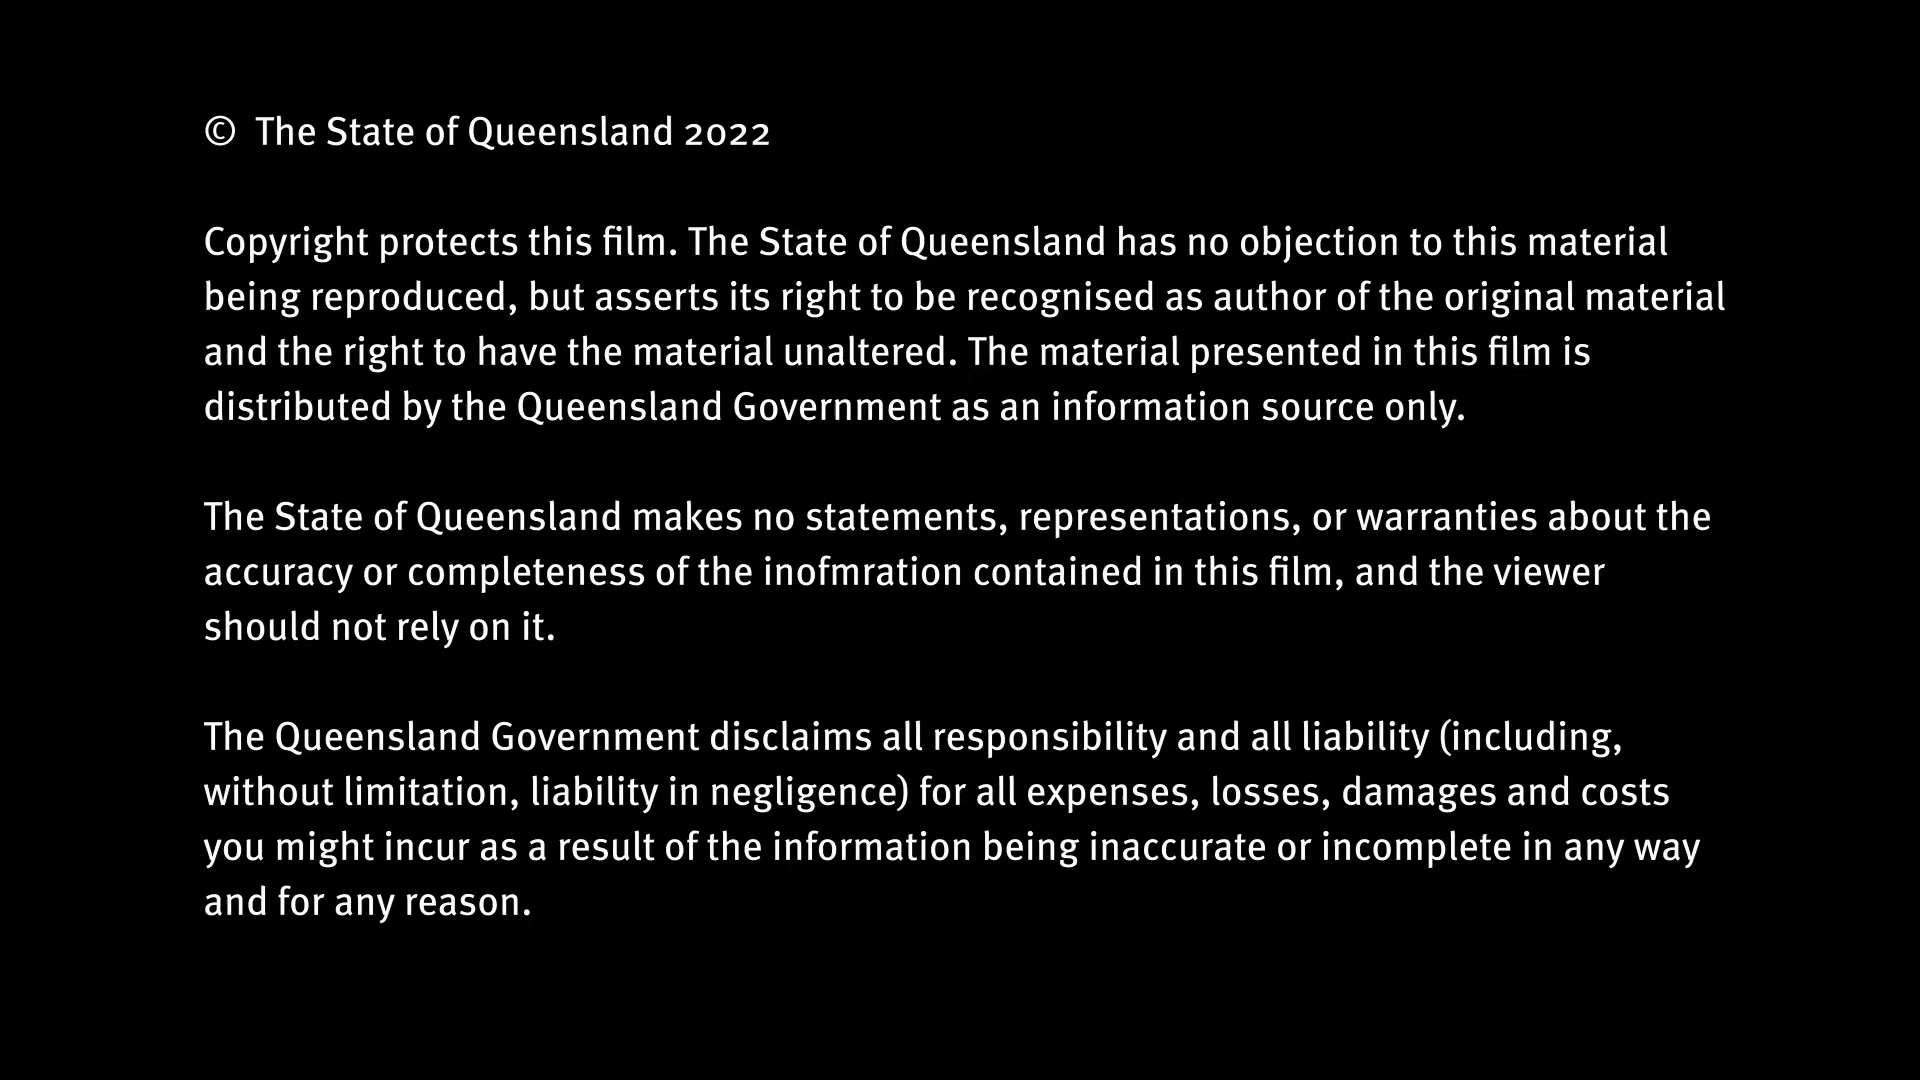 © The State of Queensland 2022
Copyright protects this film. The State of Queensland has no objection to this material
being reproduced, but asserts its right to be recognised as author of the original material
and the right to have the material unaltered. The material presented in this film is
distributed by the Queensland Government as an information source only.
The State of Queensland makes no statements, representations, or warranties about the
accuracy or completeness of the inofmration contained in this film, and the viewer
should not rely on it.
The Queensland Government disclaims all responsibility and all liability (including,
without limitation, liability in negligence) for all expenses, losses, damages and costs
you might incur as a result of the information being inaccurate or incomplete in any way
and for any reason.